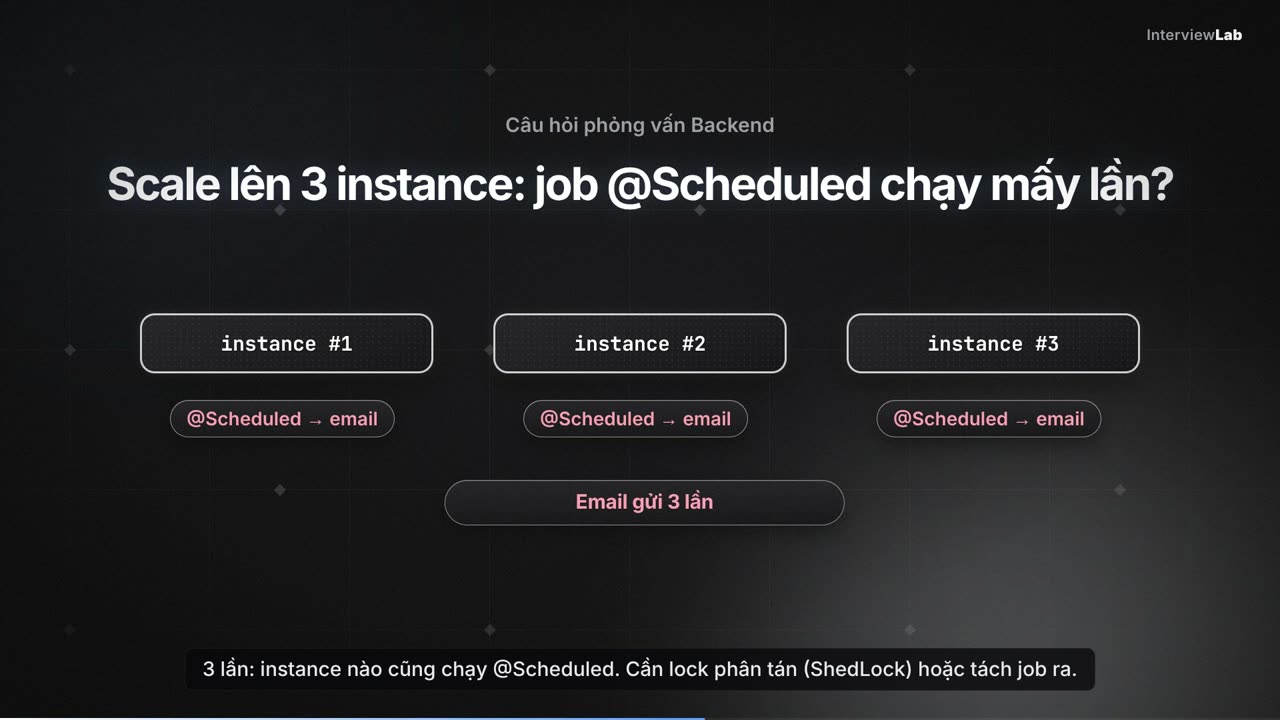 InterviewLab
Câu hỏi phỏng vấn Backend
Scale lên 3 instance: job @Scheduled chạy mấy lần?
instance #1
instance #2
instance #3
@Scheduled → email
@Scheduled → email
@Scheduled → email
Email gửi 3 lần
3 lần: instance nào cũng chạy @Scheduled. Cần lock phân tán (ShedLock) hoặc tách job ra.